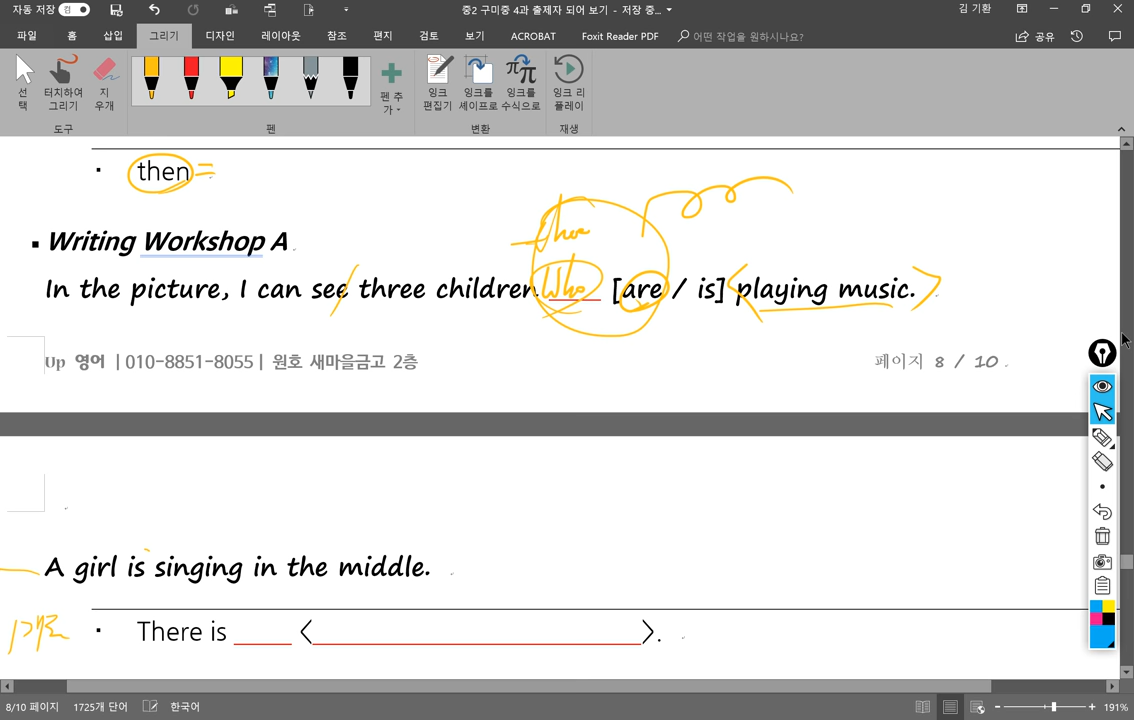 자동 저장 컴 중2 구미중 4과 출제자 되어 보기 - 저장 중... 김 기환
파일 홈 삽입 그리기 디자인 레이아웃 참조 편지 검토 보기 ACROBAT Foxit Reader PDF 어떤 작업을 원하시나요? 공유
선택 터치하여 그리기 지우개 펜 추가 잉크 편집기 잉크를 셰이프로 잉크를 수식으로 잉크 리플레이
도구 펜 변환 재생
▪ then =
▪ Writing Workshop A
In the picture, I can see three children Who [are / is] <playing music.>
Up 영어 |010-8851-8055| 원호 새마을금고 2층 페이지 8 / 10
A girl is singing in the middle.
▪ There is ____ <____>.
8/10 페이지 1725개 단어 한국어 191%